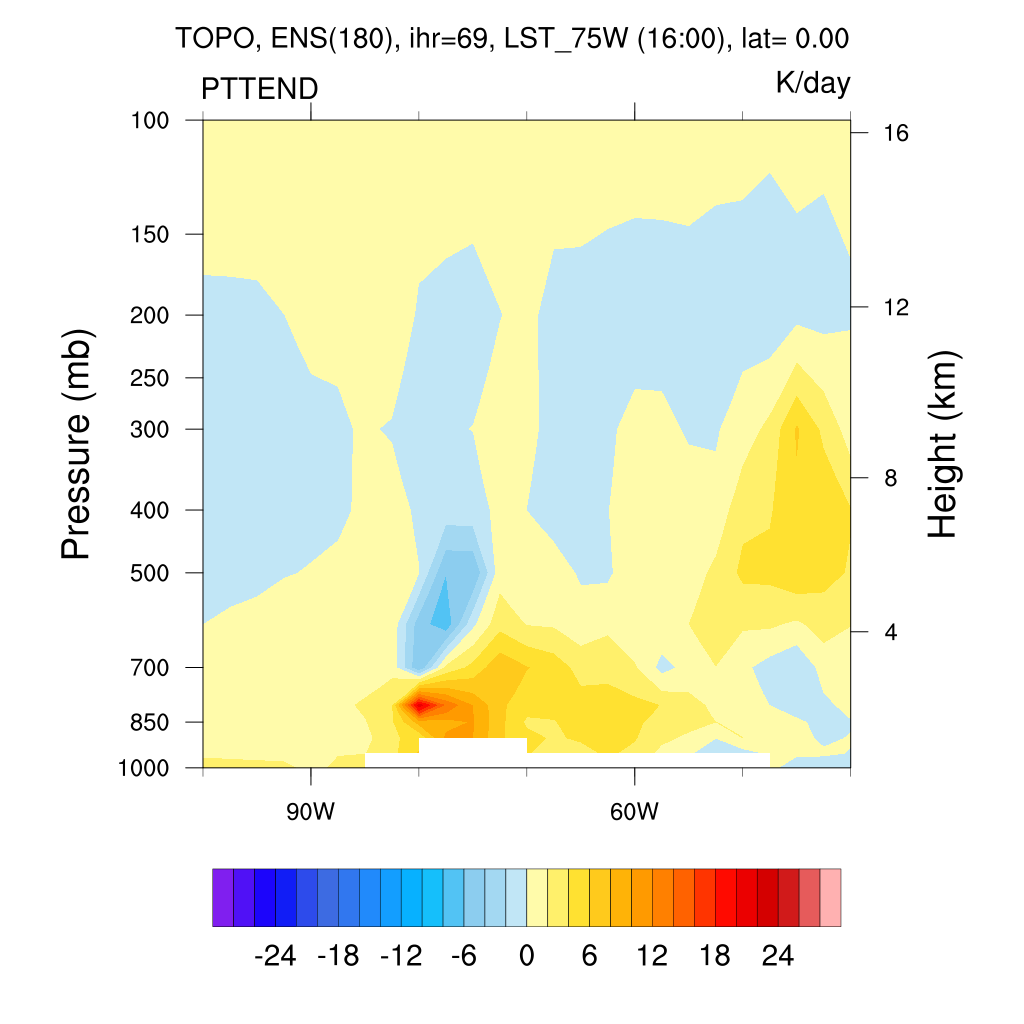 TOPO, ENS(180), ihr=69, LST_75W (16:00), lat= 0.00
PTTEND
K/day
100
150
200
250
300
400
500
700
850
1000
Pressure (mb)
16
12
8
4
Height (km)
90W
60W
-24 -18 -12 -6 0 6 12 18 24